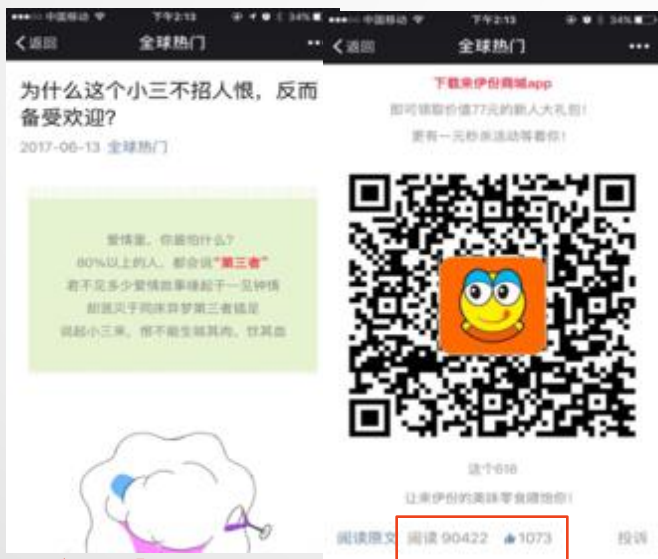 中国移动 下午2:13 34%
返回 全球热门
为什么这个小三不招人恨，反而
备受欢迎?
2017-06-13 全球热门
爱情里，你最怕什么?
80%以上的人，都会说"第三者"
君不见多少爱情故事缘起于一见钟情
却泯灭于同床异梦第三者插足
说起小三来，恨不能生啖其肉、饮其血
中国移动 下午2:13 34%
返回 全球热门
下载来伊份商城app
即可领取价值77元的新人大礼包!
更有一元秒杀活动等着你!
这个618
让来伊份的美味零食喂饱你!
阅读原文 阅读 90422 1073 投诉